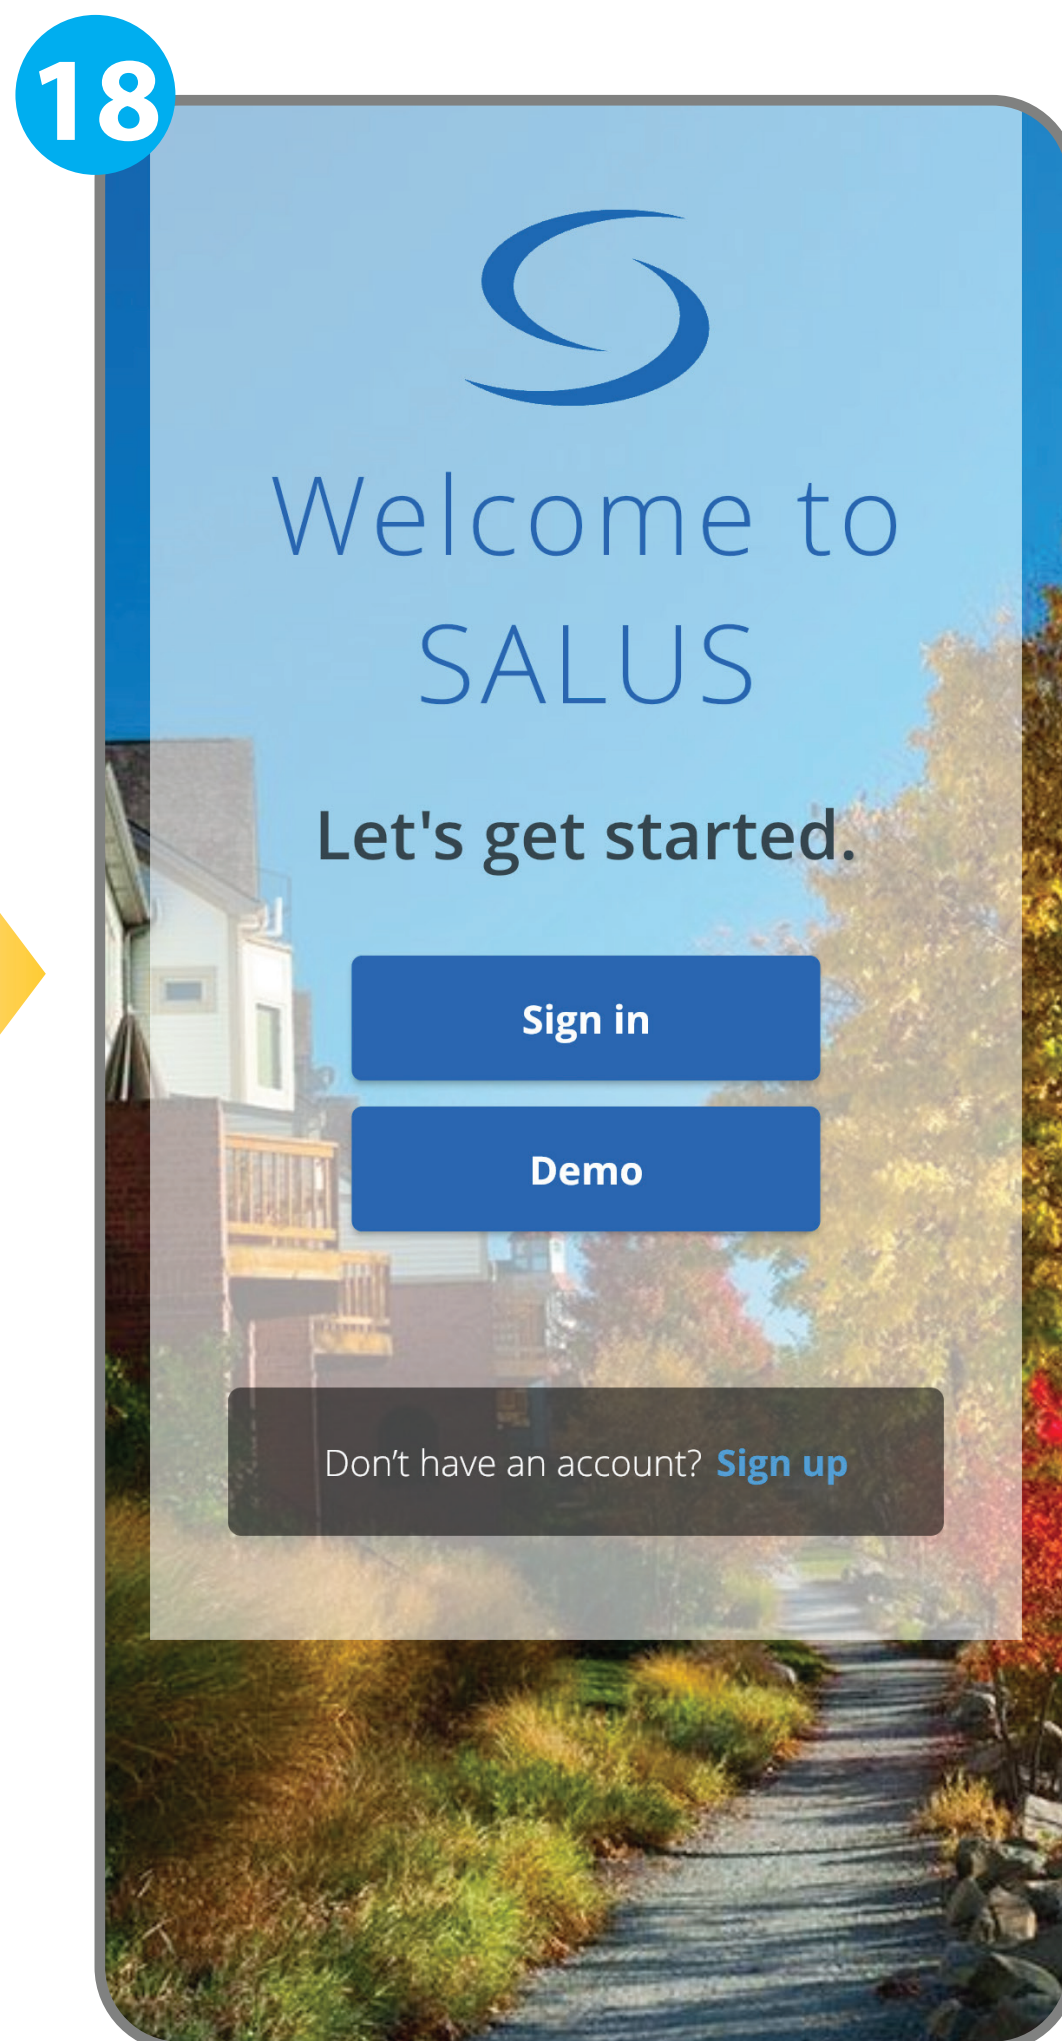 18
Welcome to
SALUS
Let's get started.
Sign in
Demo
Don’t have an account? Sign up